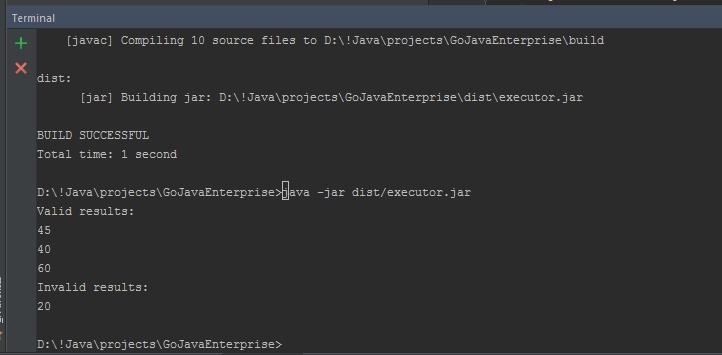 Terminal
[javac] Compiling 10 source files to D:\!Java\projects\GoJavaEnterprise\build
dist:
[jar] Building jar: D:\!Java\projects\GoJavaEnterprise\dist\executor.jar
BUILD SUCCESSFUL
Total time: 1 second
D:\!Java\projects\GoJavaEnterprise>java -jar dist/executor.jar
Valid results:
45
40
60
Invalid results:
20
D:\!Java\projects\GoJavaEnterprise>